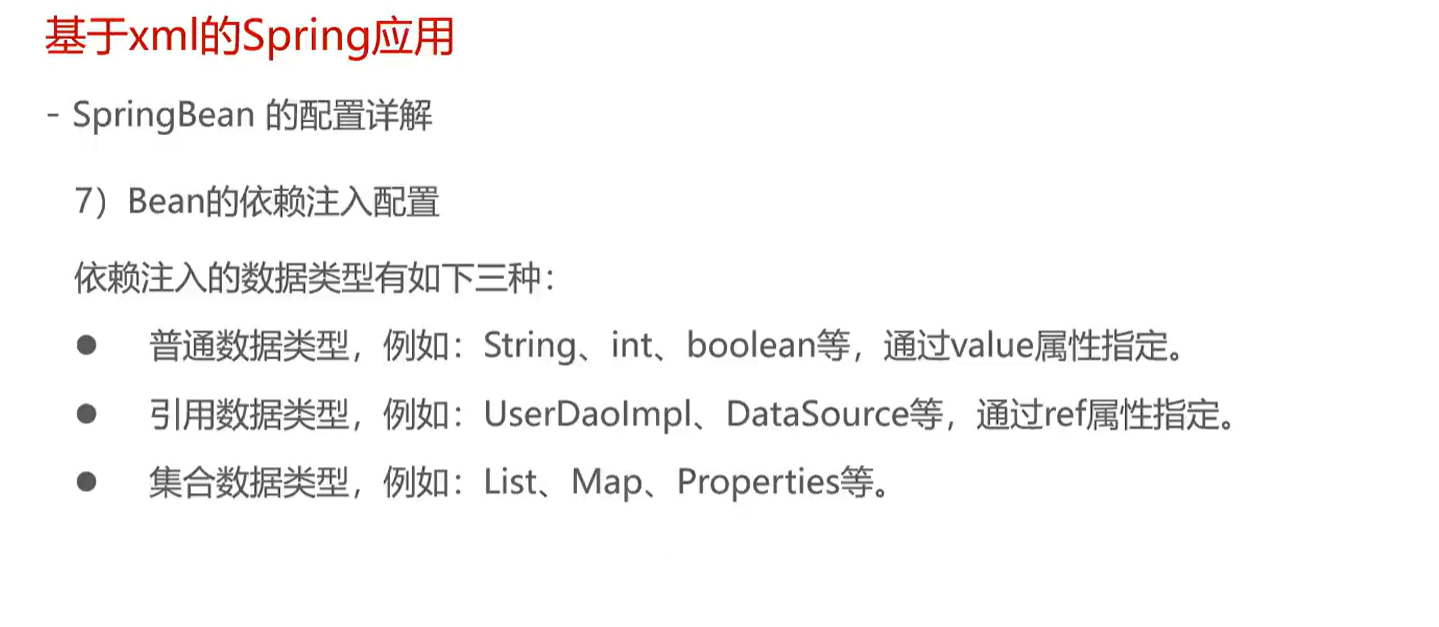 基于xml的Spring应用
- SpringBean 的配置详解
7）Bean的依赖注入配置
依赖注入的数据类型有如下三种：
● 普通数据类型，例如：String、int、boolean等，通过value属性指定。
● 引用数据类型，例如：UserDaoImpl、DataSource等，通过ref属性指定。
● 集合数据类型，例如：List、Map、Properties等。